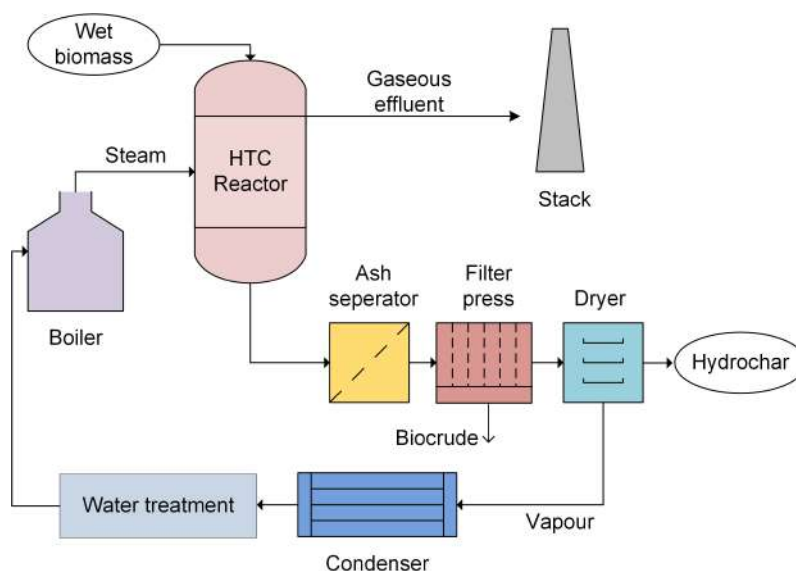 Wet
biomass
Gaseous
effluent
Steam
HTC
Reactor
Stack
Boiler
Ash
seperator
Filter
press
Dryer
Hydrochar
Biocrude
Water treatment
Vapour
Condenser